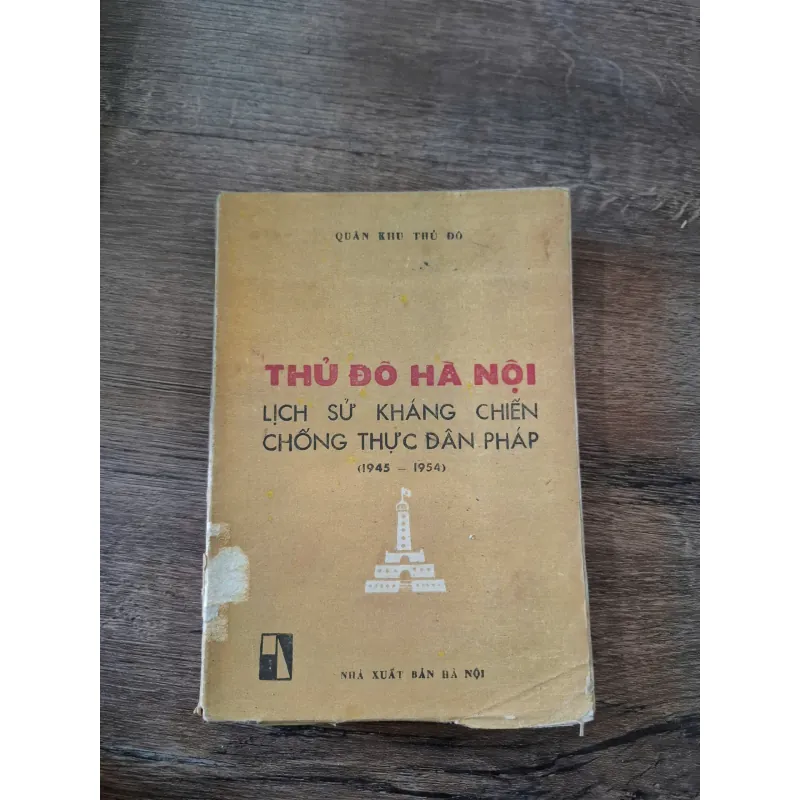 QUÂN KHU THỦ ĐÔ
THỦ ĐÔ HÀ NỘI
LỊCH SỬ KHÁNG CHIẾN
CHỐNG THỰC DÂN PHÁP
(1945 – 1954)
NHÀ XUẤT BẢN HÀ NỘI